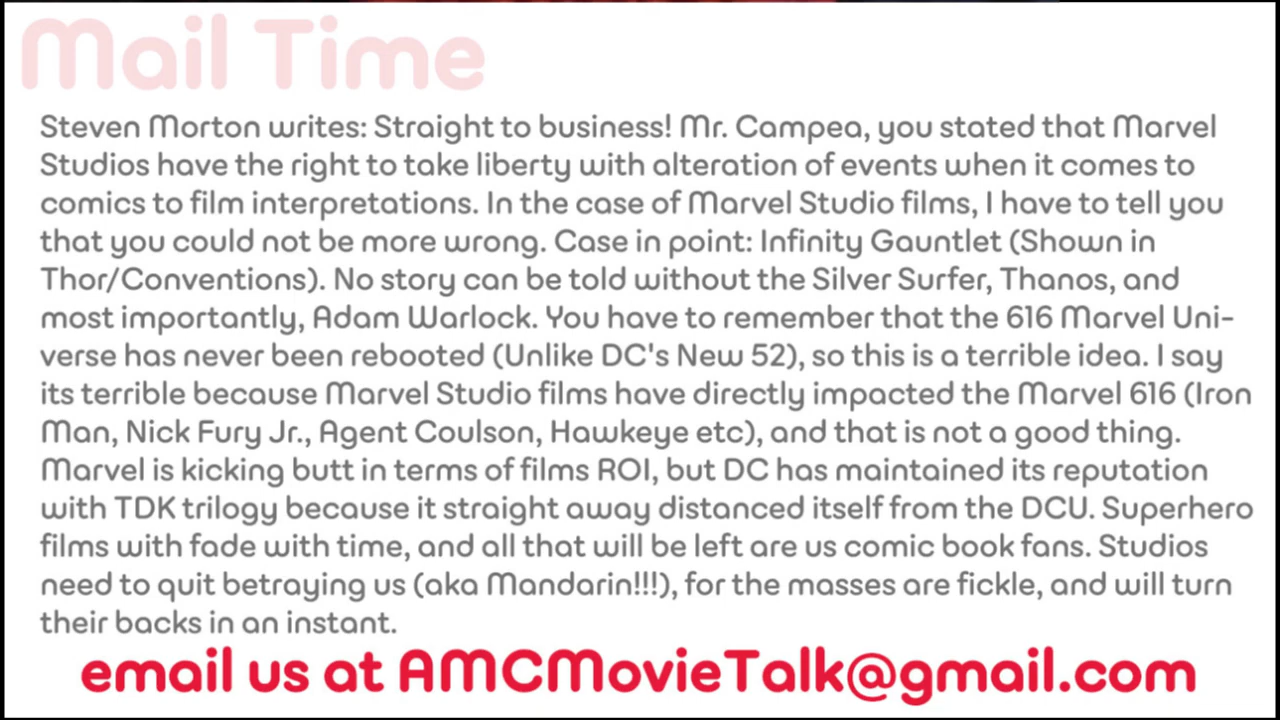 Mail Time
Steven Morton writes: Straight to business! Mr. Campea, you stated that Marvel
Studios have the right to take liberty with alteration of events when it comes to
comics to film interpretations. In the case of Marvel Studio films, I have to tell you
that you could not be more wrong. Case in point: Infinity Gauntlet (Shown in
Thor/Conventions). No story can be told without the Silver Surfer, Thanos, and
most importantly, Adam Warlock. You have to remember that the 616 Marvel Uni-
verse has never been rebooted (Unlike DC's New 52), so this is a terrible idea. I say
its terrible because Marvel Studio films have directly impacted the Marvel 616 (Iron
Man, Nick Fury Jr., Agent Coulson, Hawkeye etc), and that is not a good thing.
Marvel is kicking butt in terms of films ROI, but DC has maintained its reputation
with TDK trilogy because it straight away distanced itself from the DCU. Superhero
films with fade with time, and all that will be left are us comic book fans. Studios
need to quit betraying us (aka Mandarin!!!), for the masses are fickle, and will turn
their backs in an instant.
email us at AMCMovieTalk@gmail.com